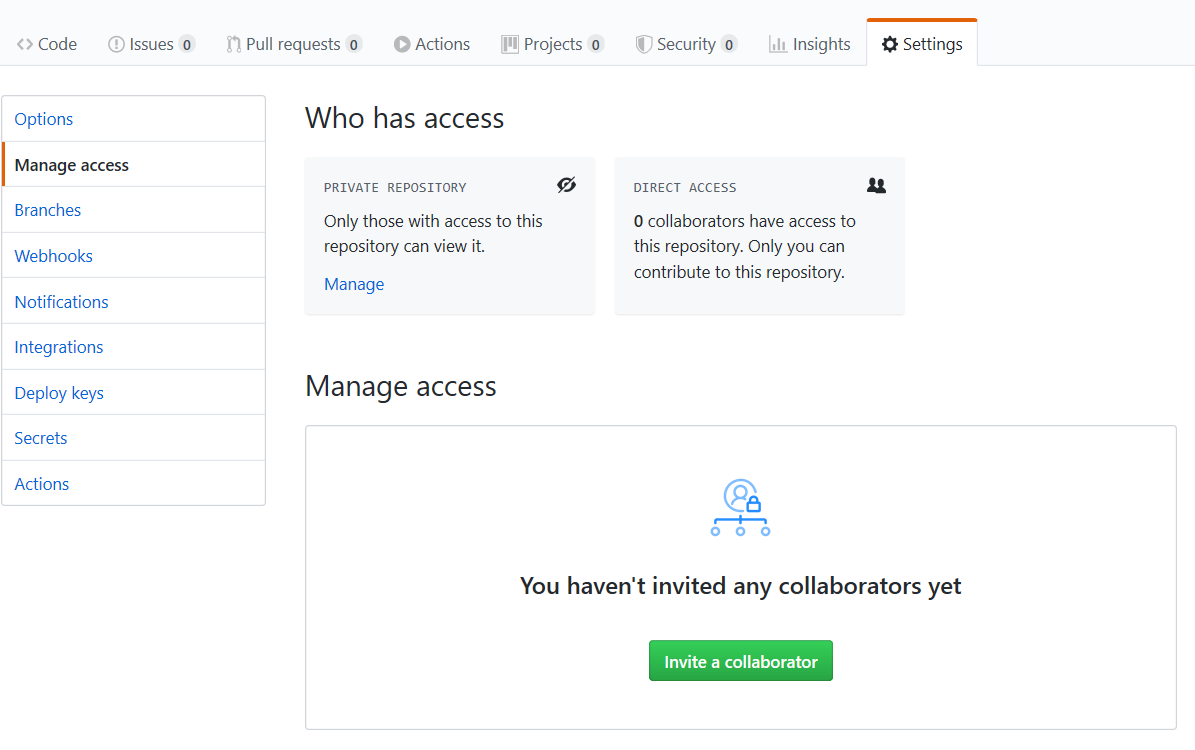 Code Issues 0 Pull requests 0 Actions Projects 0 Security 0 Insights Settings
Options
Manage access
Branches
Webhooks
Notifications
Integrations
Deploy keys
Secrets
Actions
Who has access
PRIVATE REPOSITORY
Only those with access to this
repository can view it.
Manage
DIRECT ACCESS
0 collaborators have access to
this repository. Only you can
contribute to this repository.
Manage access
You haven't invited any collaborators yet
Invite a collaborator